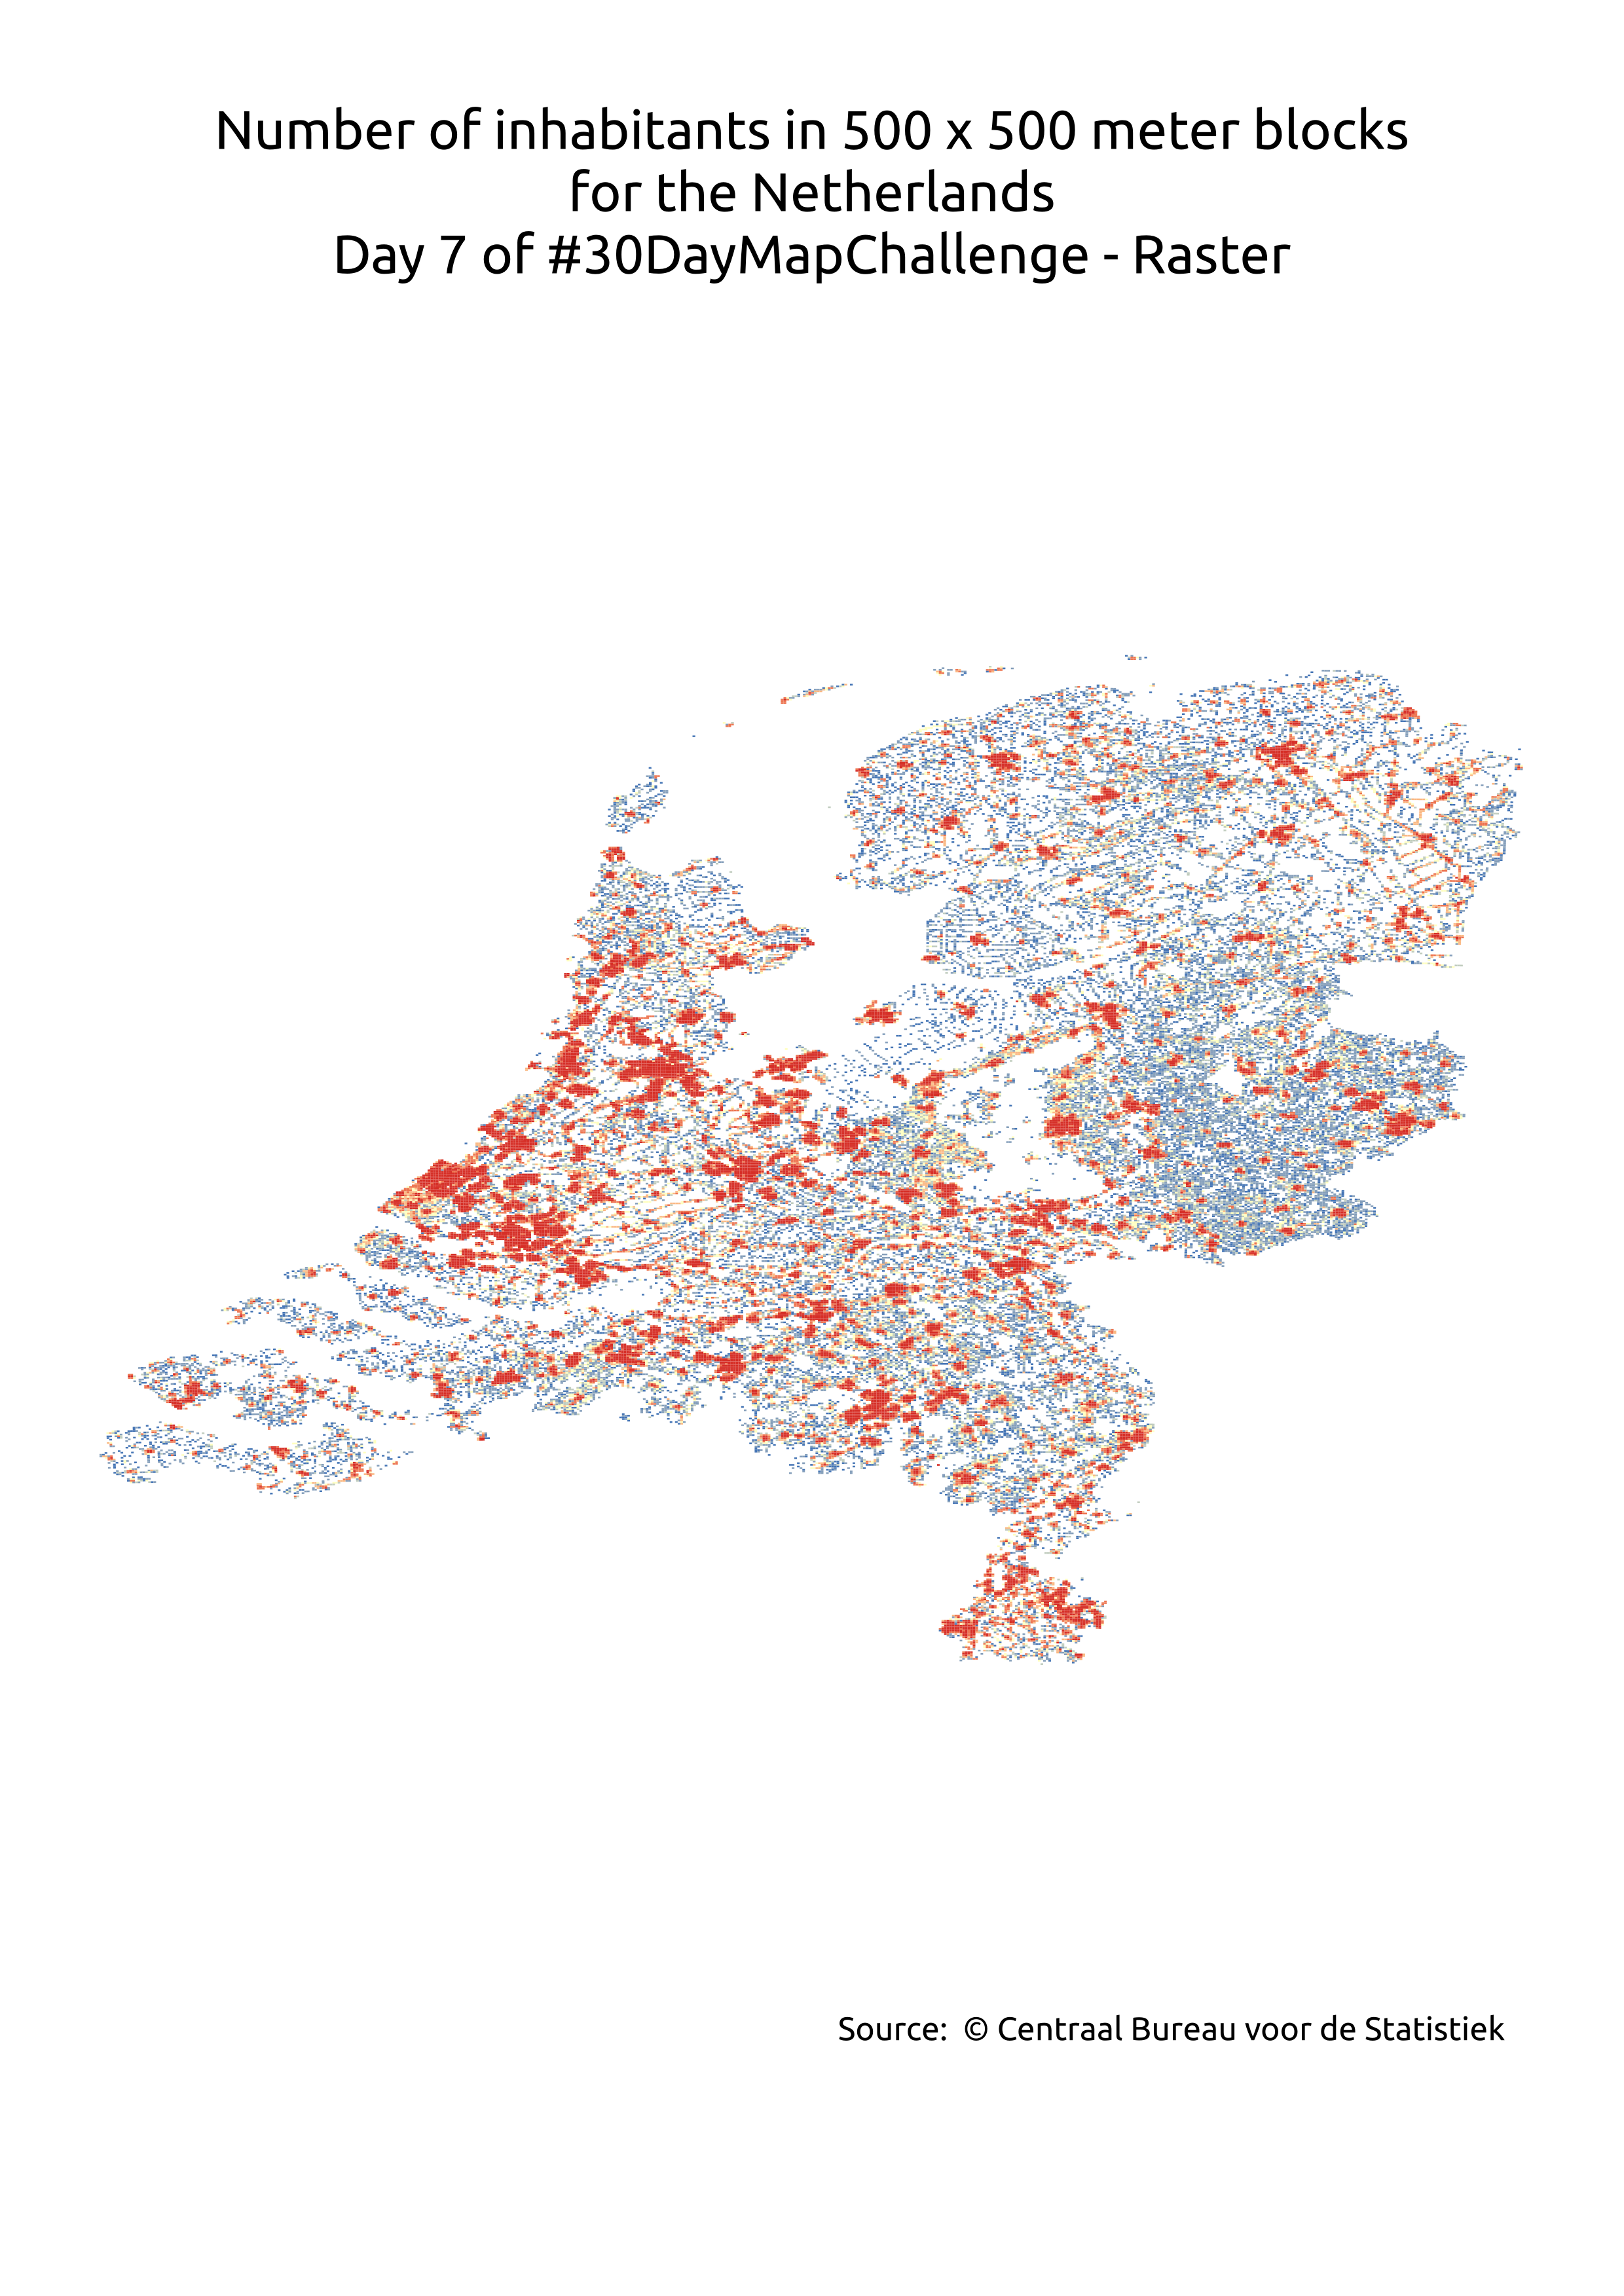 Number of inhabitants in 500 x 500 meter blocks
for the Netherlands
Day 7 of #30DayMapChallenge - Raster
Source: © Centraal Bureau voor de Statistiek